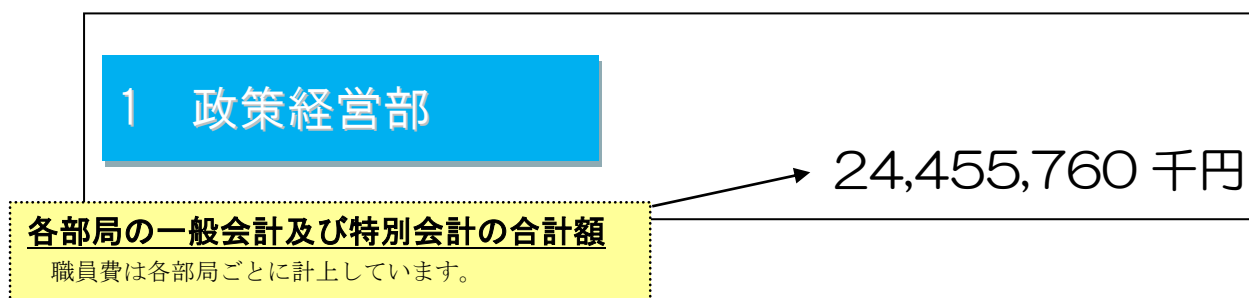 1　政策経営部
24,455,760 千円
各部局の一般会計及び特別会計の合計額
職員費は各部局ごとに計上しています。